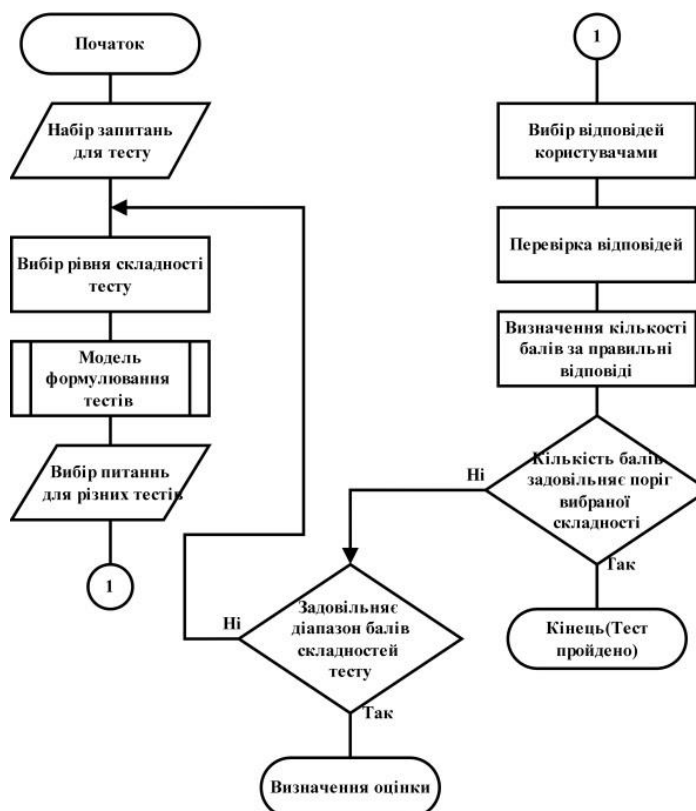 Початок
Набір запитань
для тесту
Вибір рівня складності
тесту
Модель
формулювання
тестів
Вибір питаннь
для різних тестів
1
1
Вибір відповідей
користувачами
Перевірка відповідей
Визначення кількості
балів за правильні
відповіді
Кількість балів
задовільняє поріг
вибраної
складності
Ні
Так
Кінець(Тест
пройдено)
Задовільняє
діапазон балів
складностей
тесту
Ні
Так
Визначення оцінки